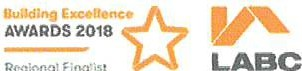 Building Excellence
AWARDS 2018
Regional Finalist
LABC